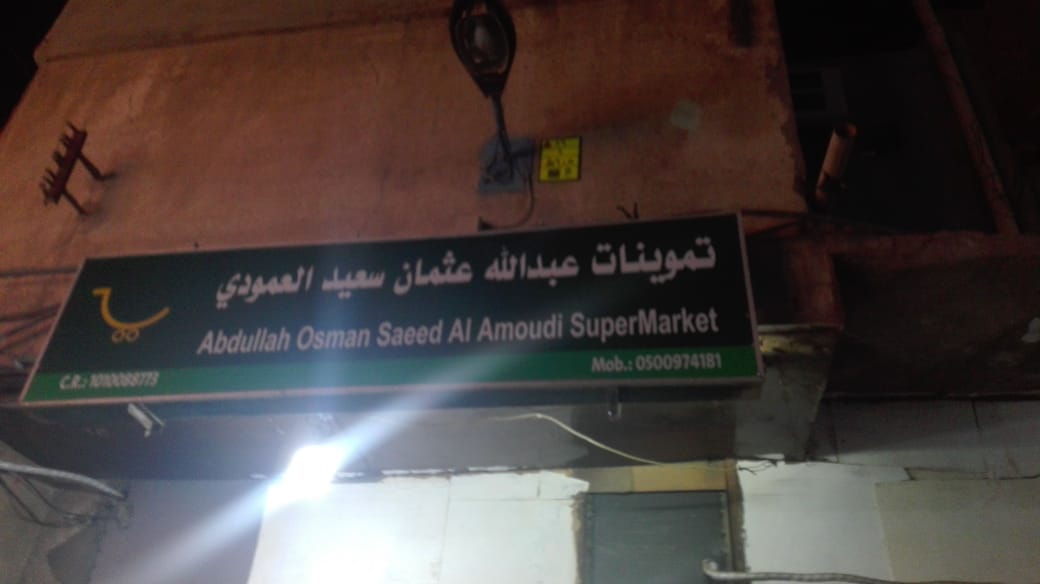 تموينات عبدالله عثمان سعيد العمودي
Abdullah Osman Saeed Al Amoudi SuperMarket
Mob.: 0500974181
C.R.: 1010088773